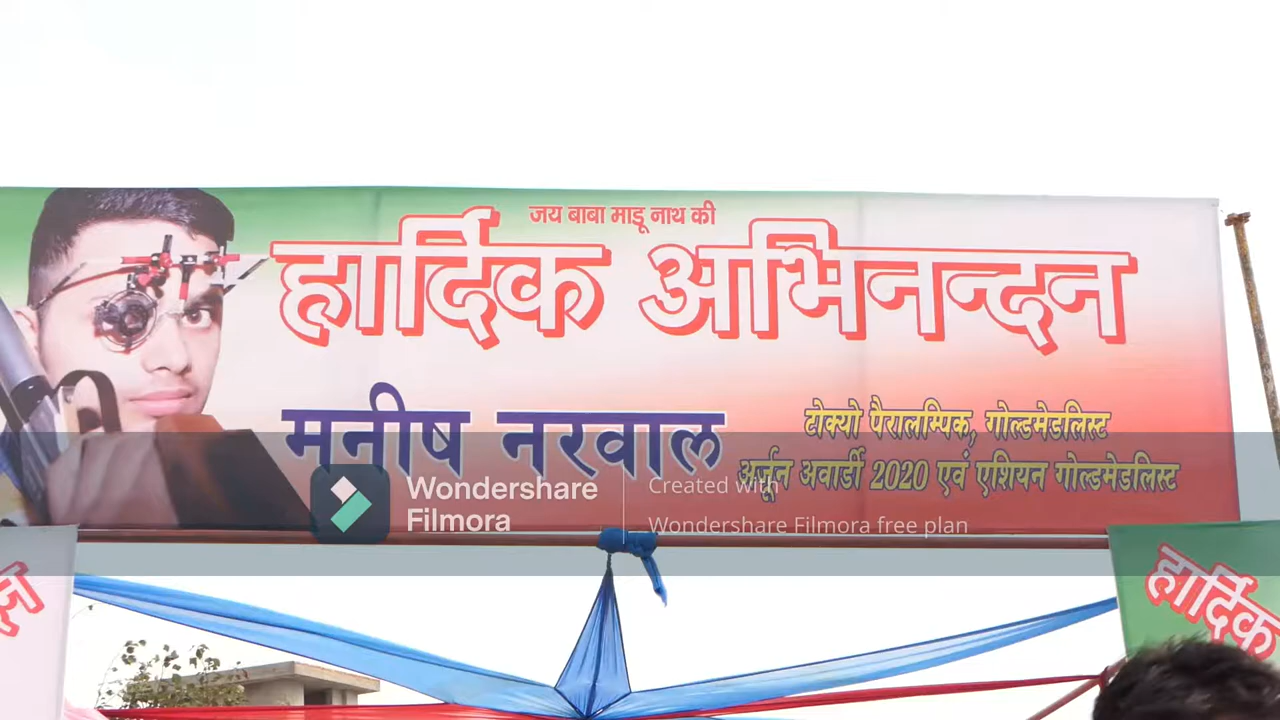 जय बाबा माडू नाथ की
हार्दिक अभिनन्दन
मनीष नरवाल
टोक्यो पैरालम्पिक, गोल्डमेडलिस्ट
अर्जून अवार्डी 2020 एवं एशियन गोल्डमेडलिस्ट
Wondershare
Filmora
Created with
Wondershare Filmora free plan
हार्दिक